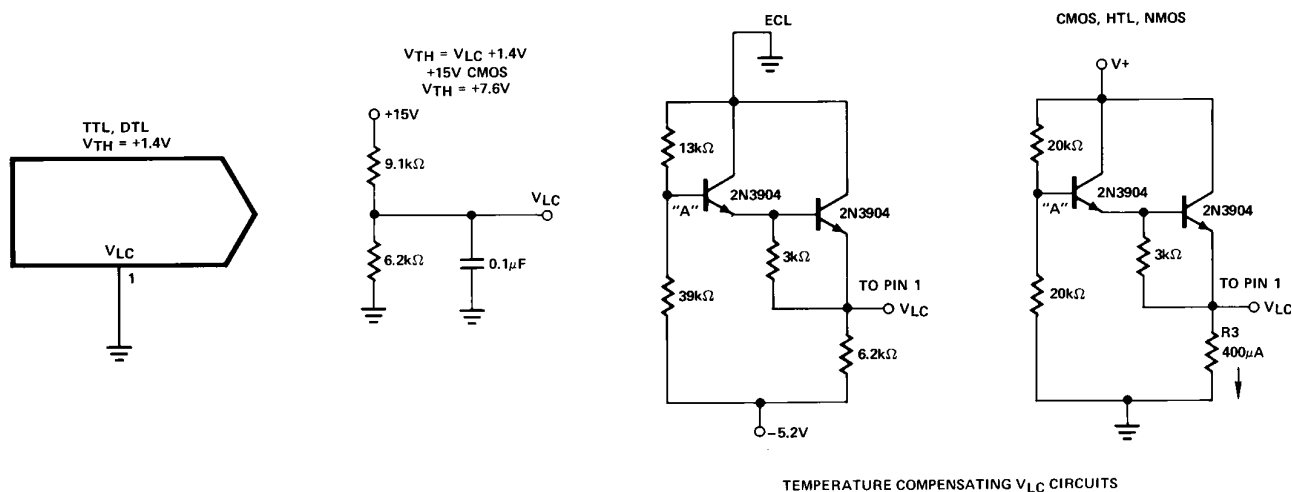 TTL, DTL
VTH = +1.4V
VLC
1
VTH = VLC +1.4V
+15V CMOS
VTH = +7.6V
+15V
9.1kΩ
VLC
6.2kΩ
0.1μF
ECL
13kΩ
2N3904
"A"
2N3904
3kΩ
39kΩ
TO PIN 1
VLC
6.2kΩ
−5.2V
CMOS, HTL, NMOS
V+
20kΩ
2N3904
"A"
2N3904
3kΩ
20kΩ
TO PIN 1
VLC
R3
400μA
TEMPERATURE COMPENSATING VLC CIRCUITS